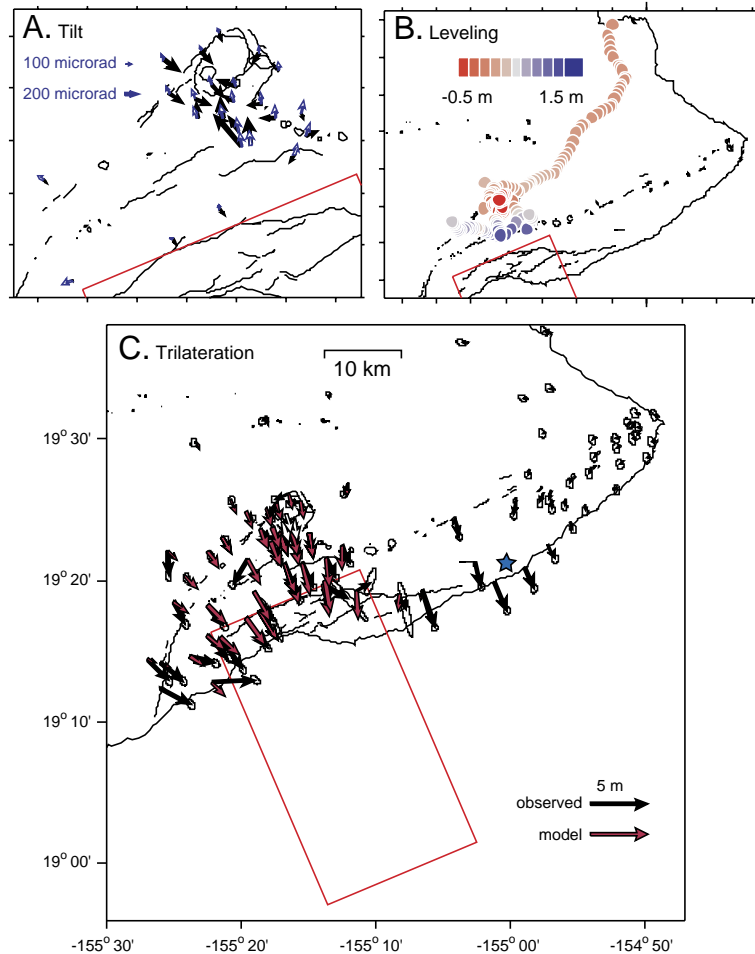 A. Tilt
100 microrad
200 microrad
B. Leveling
-0.5 m 1.5 m
C. Trilateration
10 km
19° 30'
19° 20'
19° 10'
19° 00'
5 m
observed
model
-155° 30' -155° 20' -155° 10' -155° 00' -154° 50'